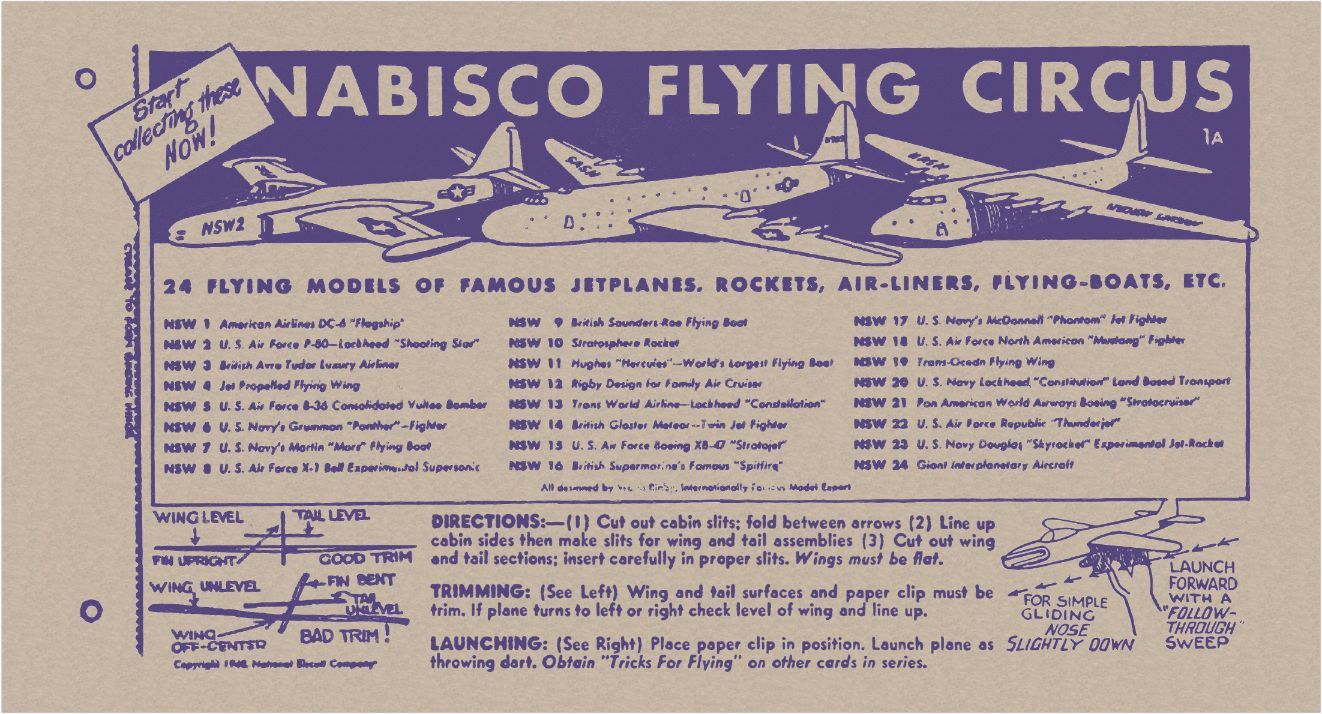 Start
collecting these
NOW!
NABISCO FLYING CIRCUS
1A
NSW2
24 FLYING MODELS OF FAMOUS JETPLANES, ROCKETS, AIR-LINERS, FLYING-BOATS, ETC.
NSW 1 American Airlines DC-6 "Flagship"
NSW 2 U. S. Air Force P-80—Lockheed "Shooting Star"
NSW 3 British Avro Tudor Luxury Airliner
NSW 4 Jet Propelled Flying Wing
NSW 5 U. S. Air Force B-36 Consolidated Vultee Bomber
NSW 6 U. S. Navy's Grumman "Panther"—Fighter
NSW 7 U. S. Navy's Martin "Mars" Flying Boat
NSW 8 U. S. Air Force X-1 Bell Experimental Supersonic
NSW 9 British Saunders-Roe Flying Boat
NSW 10 Stratosphere Rocket
NSW 11 Hughes "Hercules"—World's Largest Flying Boat
NSW 12 Rigby Design for Family Air Cruiser
NSW 13 Trans World Airline—Lockheed "Constellation"
NSW 14 British Gloster Meteor—Twin Jet Fighter
NSW 15 U. S. Air Force Boeing XB-47 "Stratojet"
NSW 16 British Supermarine's Famous "Spitfire"
NSW 17 U. S. Navy's McDonnell "Phantom" Jet Fighter
NSW 18 U. S. Air Force North American "Mustang" Fighter
NSW 19 Trans-Ocean Flying Wing
NSW 20 U. S. Navy Lockheed "Constitution" Land Based Transport
NSW 21 Pan American World Airways Boeing "Stratocruiser"
NSW 22 U. S. Air Force Republic "Thunderjet"
NSW 23 U. S. Navy Douglas "Skyrocket" Experimental Jet-Rocket
NSW 24 Giant Interplanetary Aircraft
All designed by Rigby, Internationally Famous Model Expert
WING LEVEL TAIL LEVEL
FIN UPRIGHT GOOD TRIM
WING UNLEVEL FIN BENT
TAIL
UNLEVEL
WING
OFF-CENTER BAD TRIM!
Copyright 1948 National Biscuit Company
DIRECTIONS:—(1) Cut out cabin slits; fold between arrows (2) Line up
cabin sides then make slits for wing and tail assemblies (3) Cut out wing
and tail sections; insert carefully in proper slits. Wings must be flat.
TRIMMING: (See Left) Wing and tail surfaces and paper clip must be
trim. If plane turns to left or right check level of wing and line up.
LAUNCHING: (See Right) Place paper clip in position. Launch plane as
throwing dart. Obtain "Tricks For Flying" on other cards in series.
FOR SIMPLE
GLIDING
NOSE
SLIGHTLY DOWN
LAUNCH
FORWARD
WITH A
"FOLLOW-
THROUGH"
SWEEP